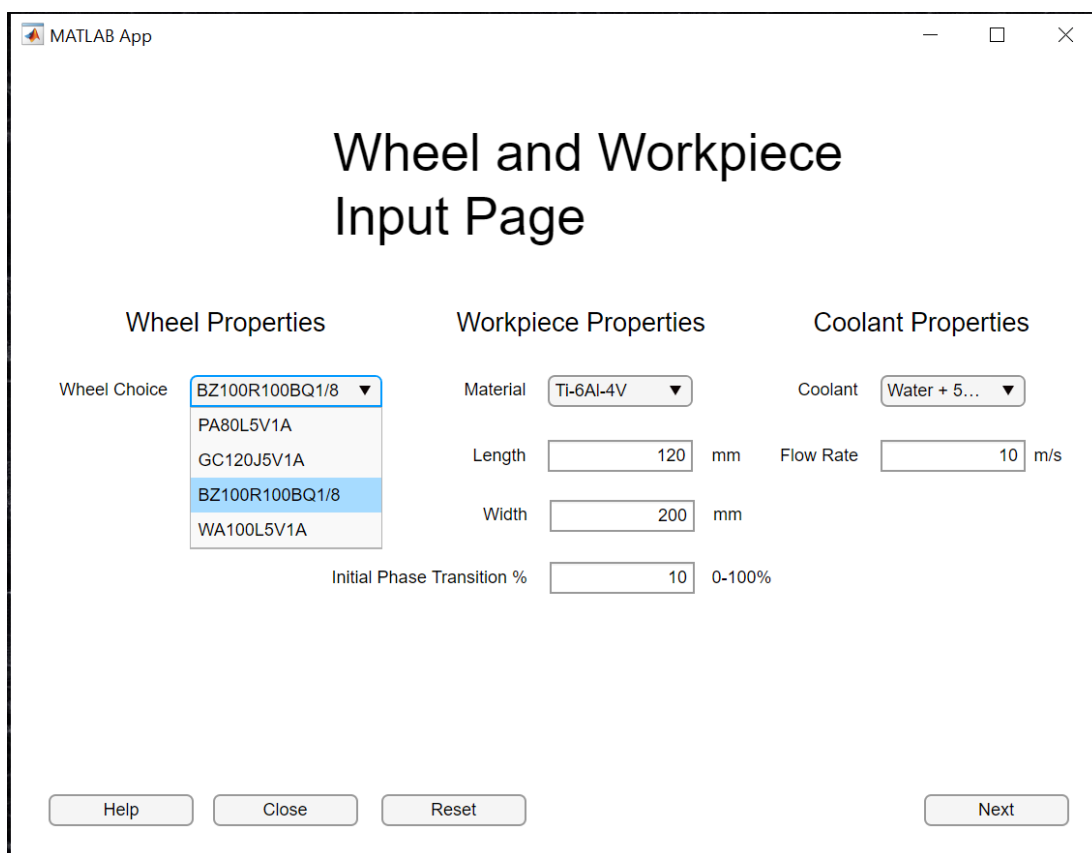 MATLAB App
Wheel and Workpiece
Input Page
Wheel Properties
Wheel Choice
BZ100R100BQ1/8
PA80L5V1A
GC120J5V1A
BZ100R100BQ1/8
WA100L5V1A
Workpiece Properties
Material
Ti-6Al-4V
Length 120 mm
Width 200 mm
Initial Phase Transition % 10 0-100%
Coolant Properties
Coolant
Water + 5...
Flow Rate 10 m/s
Help
Close
Reset
Next